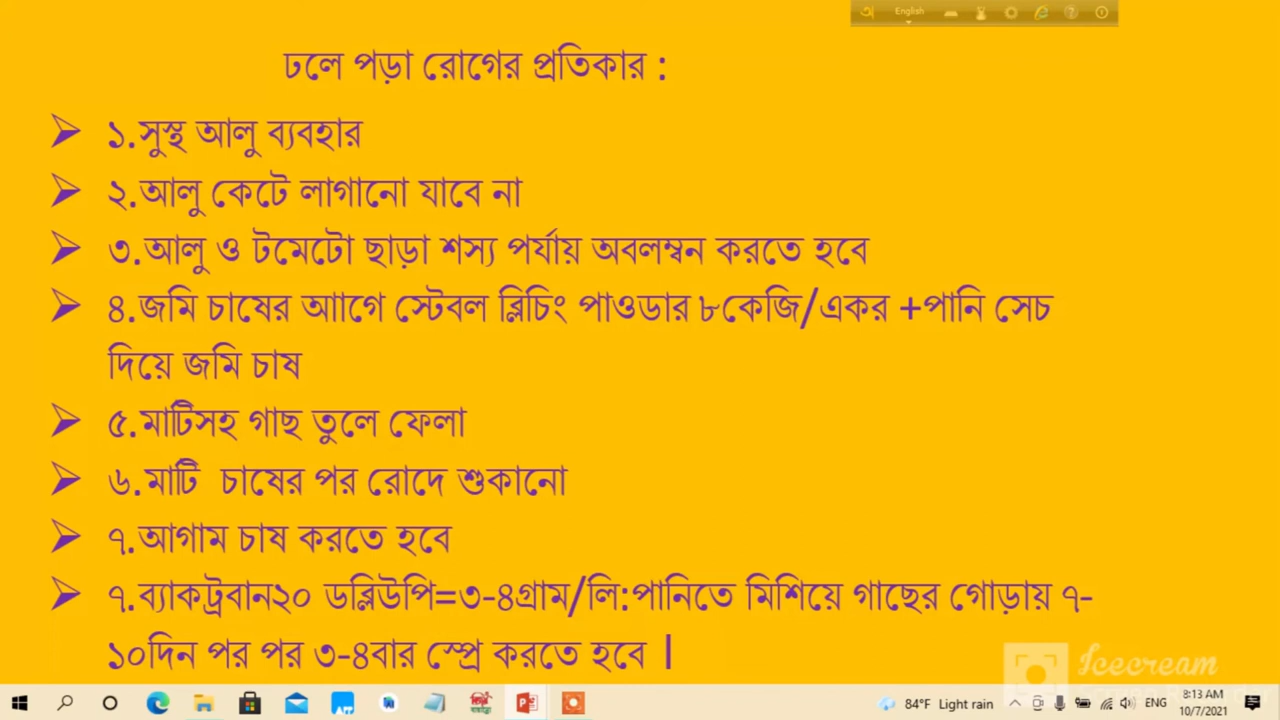 অ English
ঢলে পড়া রোগের প্রতিকার :
১.সুস্থ আলু ব্যবহার
২.আলু কেটে লাগানো যাবে না
৩.আলু ও টমেটো ছাড়া শস্য পর্যায় অবলম্বন করতে হবে
৪.জমি চাষের আাগে স্টেবল ব্লিচিং পাওডার ৮কেজি/একর +পানি সেচ
দিয়ে জমি চাষ
৫.মাটিসহ গাছ তুলে ফেলা
৬.মাটি চাষের পর রোদে শুকানো
৭.আগাম চাষ করতে হবে
৭.ব্যাকট্রবান২০ ডব্লিউপি=৩-৪গ্রাম/লি:পানিতে মিশিয়ে গাছের গোড়ায় ৭-
১০দিন পর পর ৩-৪বার স্প্রে করতে হবে |
Icecream
84°F Light rain ENG 8:13 AM
10/7/2021